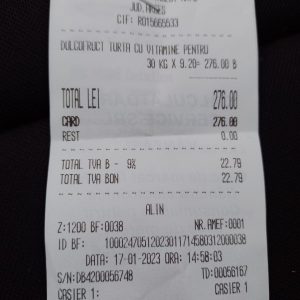 JUD.ARGES
CIF: RO15665533
DOLCOFRUCT TURTA CU VITAMINE PENTRU
30 KG X 9.20= 276.00 B
TOTAL LEI 276.00
CARD 276.00
REST 0.00
TOTAL TVA B - 9% 22.79
TOTAL TVA BON 22.79
ALIN
Z:1200 BF:0038 NR.AMEF:0001
ID BF: 
DATA: 17-01-2023 ORA: 14:58:03
S/N:DB4200056748 TD:00056167
CASIER 1: CASIER 1